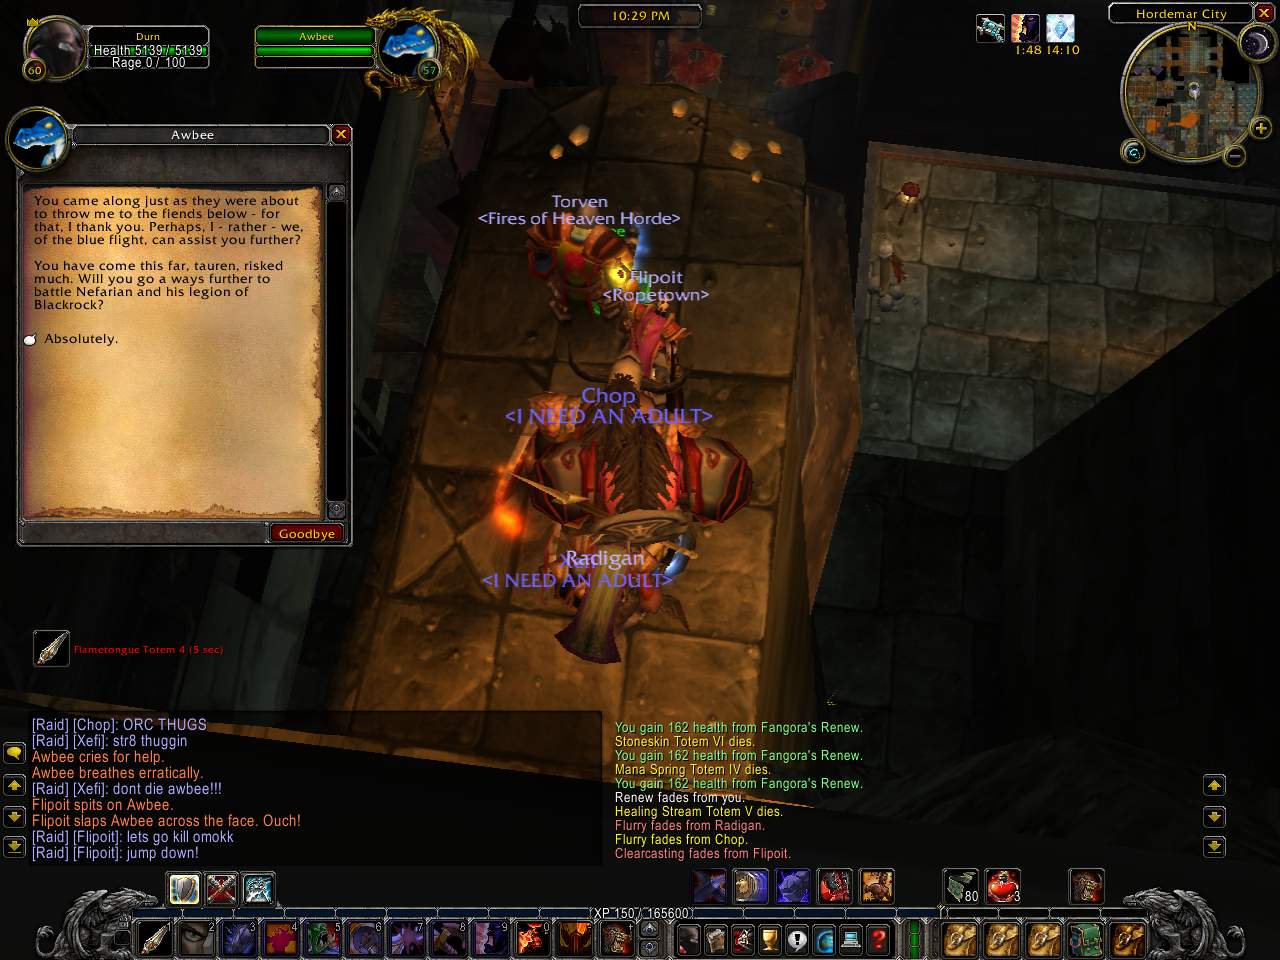 10:29 PM
Hordemar City
N
Durn
Health 5139 / 5139
Rage 0 / 100
60
Awbee
57
1:48 14:10
Awbee
You came along just as they were about
to throw me to the fiends below - for
that, I thank you. Perhaps, I - rather - we,
of the blue flight, can assist you further?
You have come this far, tauren, risked
much. Will you go a ways further to
battle Nefarian and his legion of
Blackrock?
Absolutely.
Goodbye
Torven
<Fires of Heaven Horde>
Flipoit
<Ropetown>
Chop
<I NEED AN ADULT>
Radigan
<I NEED AN ADULT>
Flametongue Totem 4 (5 sec)
[Raid] [Chop]: ORC THUGS
[Raid] [Xefi]: str8 thuggin
Awbee cries for help.
Awbee breathes erratically.
[Raid] [Xefi]: dont die awbee!!!
Flipoit spits on Awbee.
Flipoit slaps Awbee across the face. Ouch!
[Raid] [Flipoit]: lets go kill omokk
[Raid] [Flipoit]: jump down!
You gain 162 health from Fangora's Renew.
Stoneskin Totem VI dies.
You gain 162 health from Fangora's Renew.
Mana Spring Totem IV dies.
You gain 162 health from Fangora's Renew.
Renew fades from you.
Healing Stream Totem V dies.
Flurry fades from Radigan.
Flurry fades from Chop.
Clearcasting fades from Flipoit.
80
3
XP 150 / 165600
2 3 4 5 6 7 8 9 0